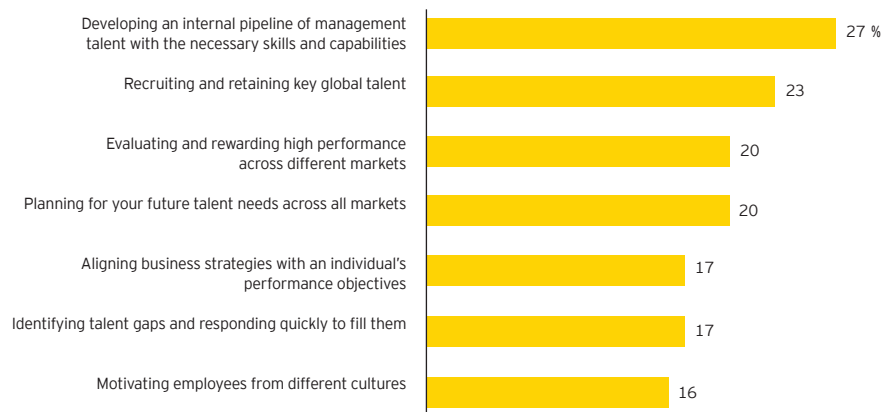 Developing an internal pipeline of management
talent with the necessary skills and capabilities
27 %
Recruiting and retaining key global talent
23
Evaluating and rewarding high performance
across different markets
20
Planning for your future talent needs across all markets
20
Aligning business strategies with an individual's
performance objectives
17
Identifying talent gaps and responding quickly to fill them
17
Motivating employees from different cultures
16